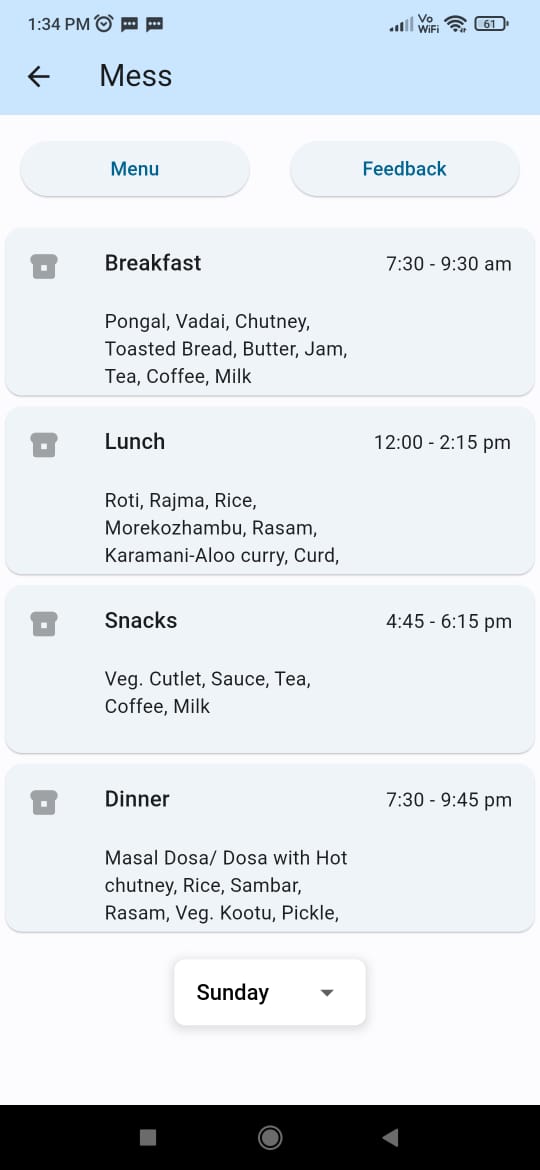 1:34 PM
Vo
WiFi
61
Mess
Menu
Feedback
Breakfast
7:30 - 9:30 am
Pongal, Vadai, Chutney,
Toasted Bread, Butter, Jam,
Tea, Coffee, Milk
Lunch
12:00 - 2:15 pm
Roti, Rajma, Rice,
Morekozhambu, Rasam,
Karamani-Aloo curry, Curd,
Snacks
4:45 - 6:15 pm
Veg. Cutlet, Sauce, Tea,
Coffee, Milk
Dinner
7:30 - 9:45 pm
Masal Dosa/ Dosa with Hot
chutney, Rice, Sambar,
Rasam, Veg. Kootu, Pickle,
Sunday